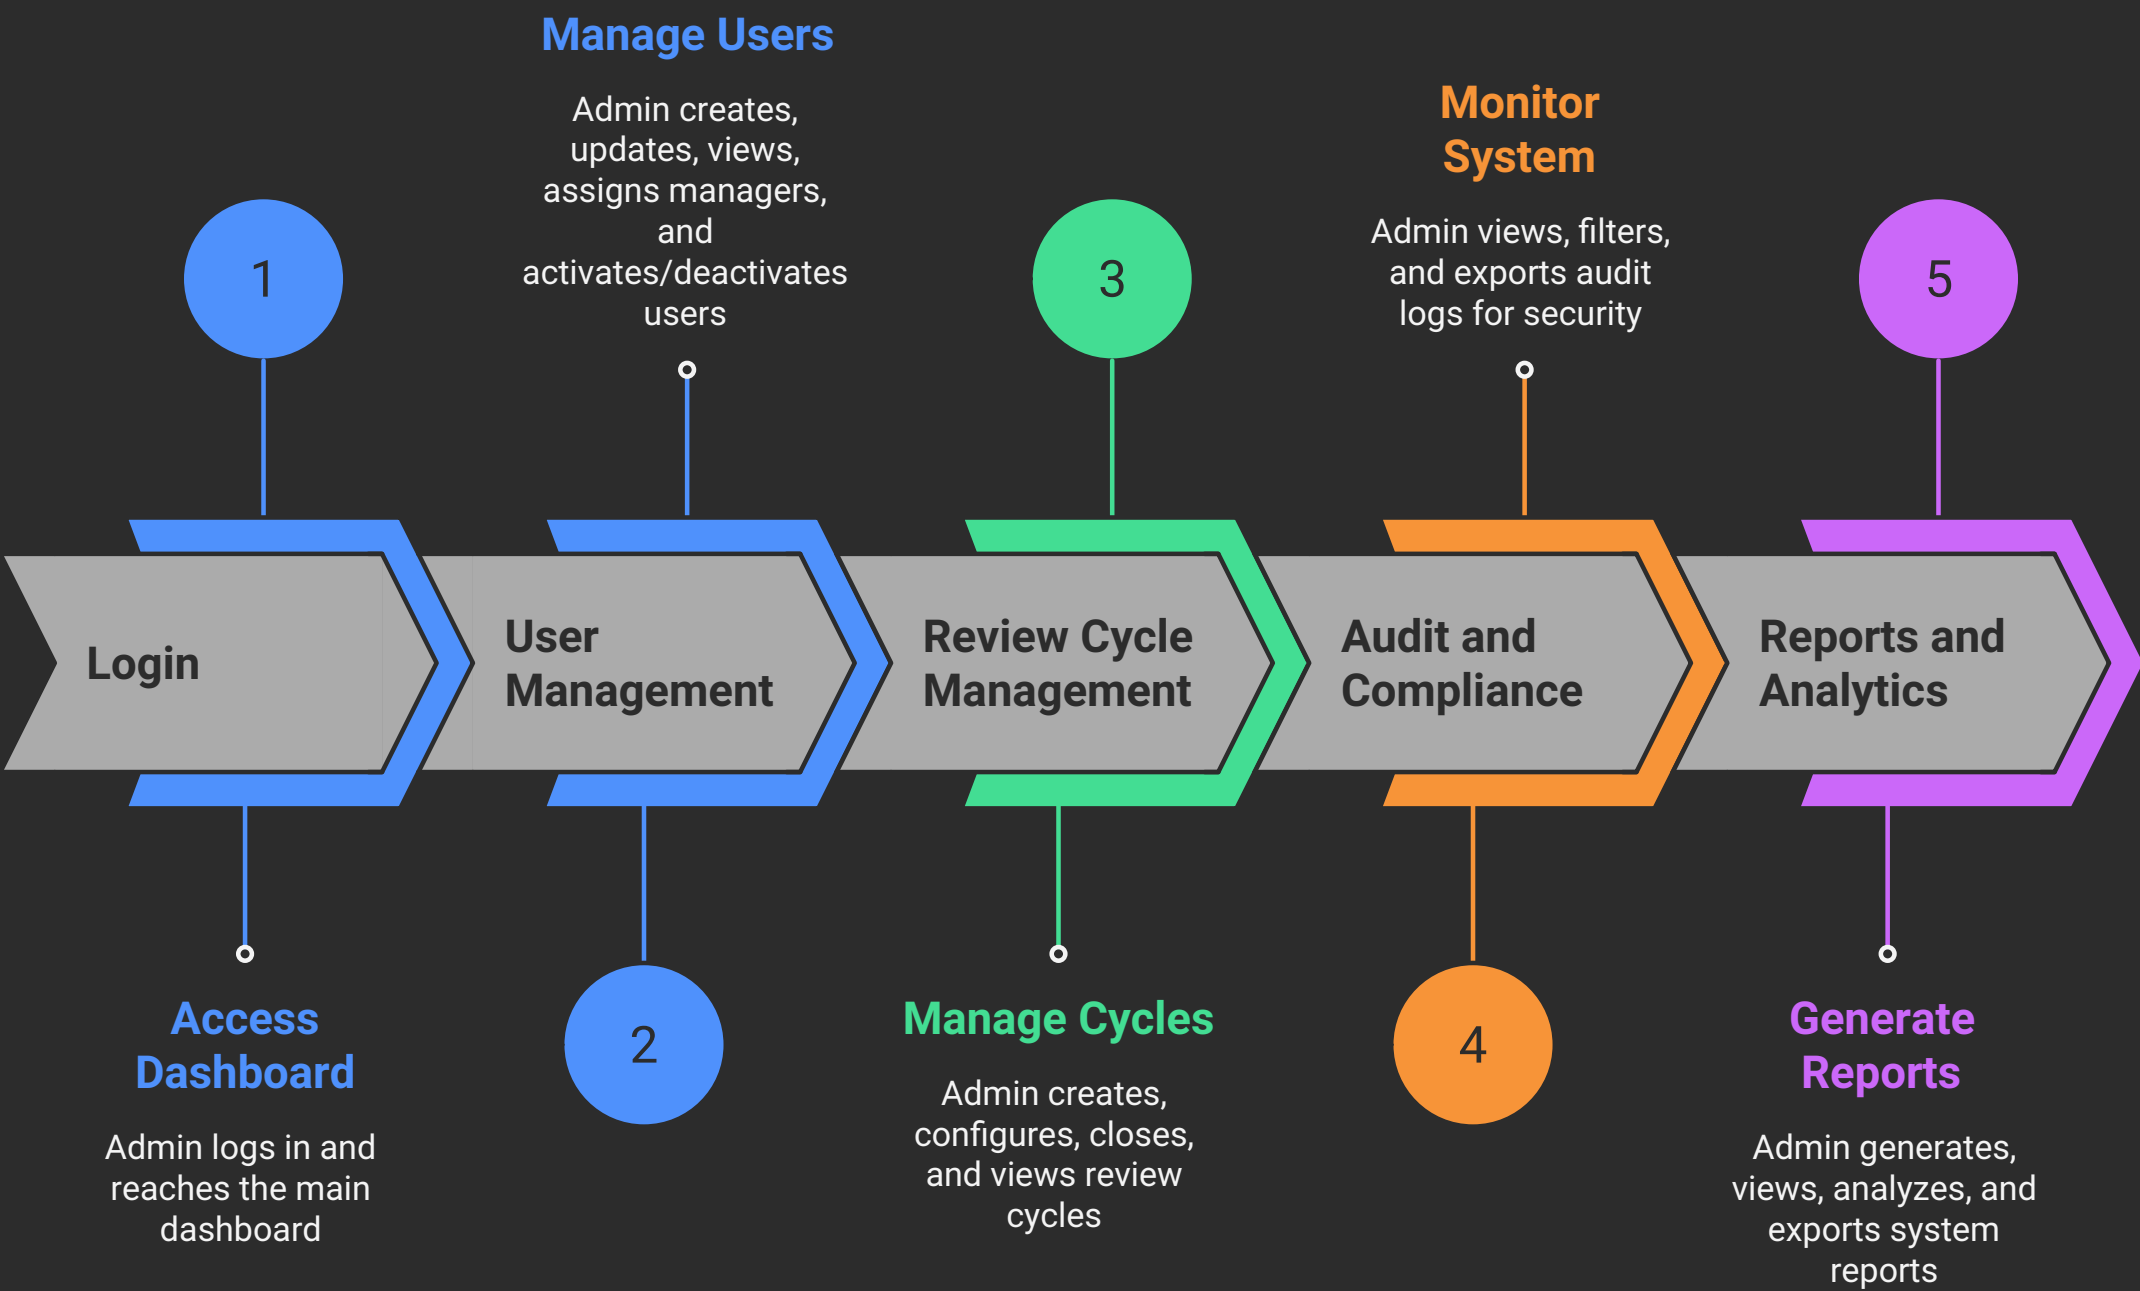 1
Login
Access
Dashboard
Admin logs in and
reaches the main
dashboard
Manage Users
Admin creates,
updates, views,
assigns managers,
and
activates/deactivates
users
User
Management
2
3
Review Cycle
Management
Manage Cycles
Admin creates,
configures, closes,
and views review
cycles
Monitor
System
Admin views, filters,
and exports audit
logs for security
Audit and
Compliance
4
5
Reports and
Analytics
Generate
Reports
Admin generates,
views, analyzes, and
exports system
reports